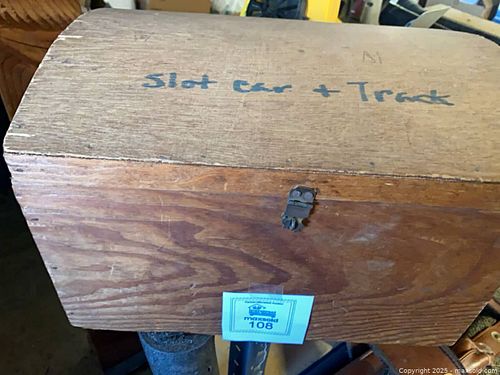 Slot car + Track
maxsold
108
Copyright 2025 - maxsold.com